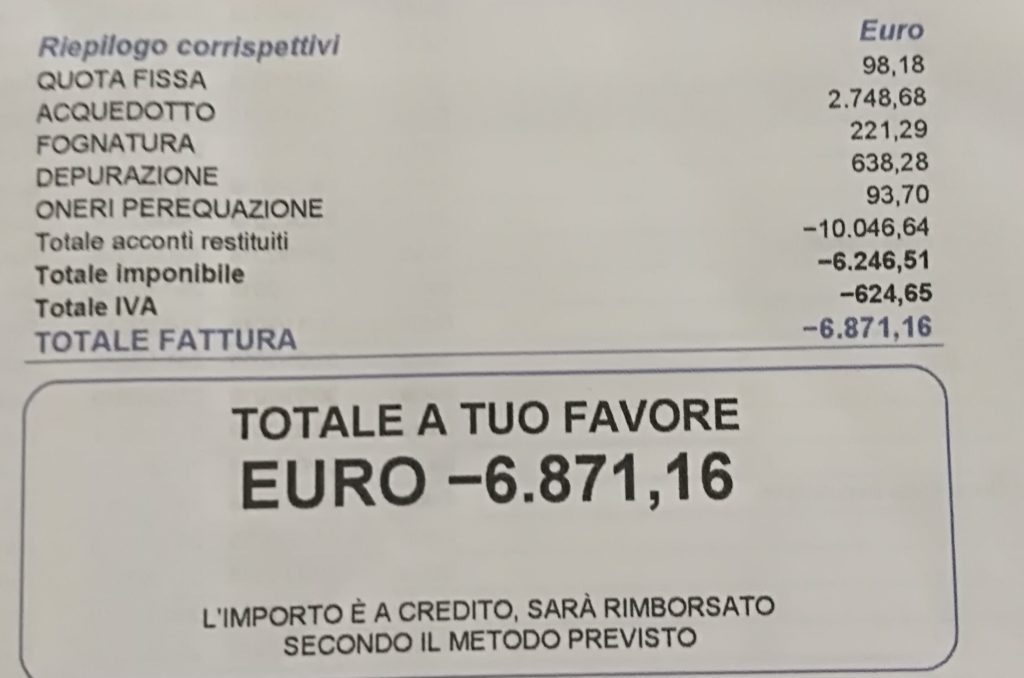 Riepilogo corrispettivi Euro
QUOTA FISSA 98,18
ACQUEDOTTO 2.748,68
FOGNATURA 221,29
DEPURAZIONE 638,28
ONERI PEREQUAZIONE 93,70
Totale acconti restituiti −10.046,64
Totale imponibile −6.246,51
Totale IVA −624,65
TOTALE FATTURA −6.871,16
TOTALE A TUO FAVORE
EURO −6.871,16
L'IMPORTO È A CREDITO, SARÀ RIMBORSATO
SECONDO IL METODO PREVISTO